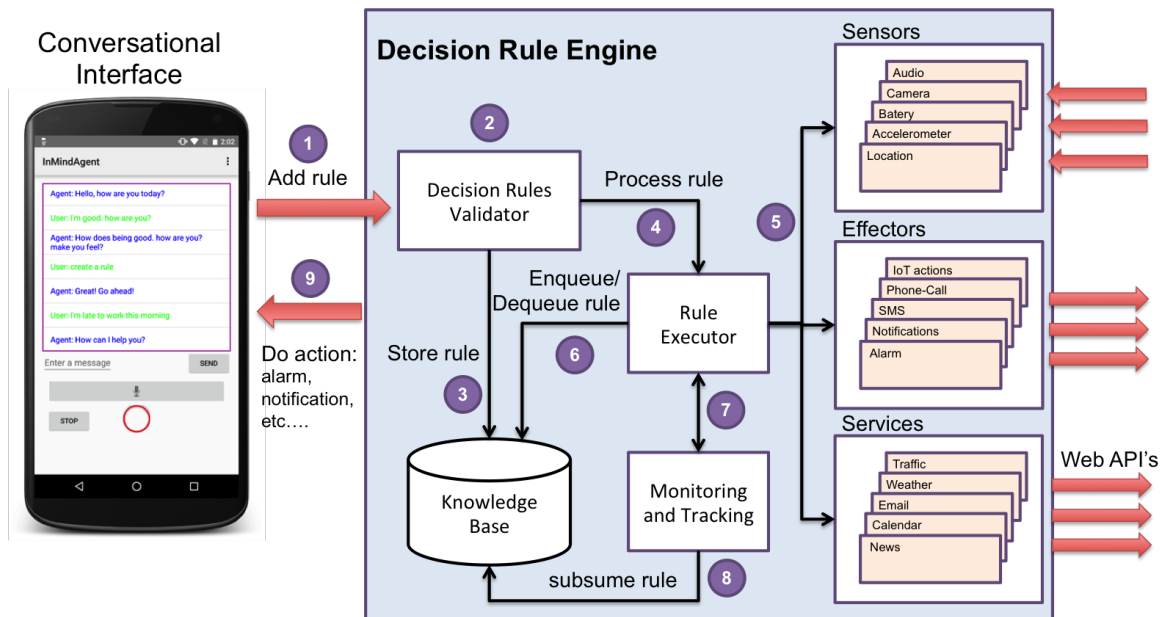 Conversational
Interface
2:02
InMindAgent
Agent: Hello, how are you today?
User: I'm good. how are you?
Agent: How does being good. how are you?
make you feel?
User: create a rule
Agent: Great! Go ahead!
User: I'm late to work this morning
Agent: How can I help you?
Enter a message
SEND
STOP
1
Add rule
9
Do action:
alarm,
notification,
etc....
Decision Rule Engine
2
Decision Rules
Validator
Process rule
4
Enqueue/
Dequeue rule
Rule
Executor
5
6
Store rule
3
7
Knowledge
Base
Monitoring
and Tracking
subsume rule
8
Sensors
Audio
Camera
Batery
Accelerometer
Location
Effectors
IoT actions
Phone-Call
SMS
Notifications
Alarm
Services
Traffic
Weather
Email
Calendar
News
Web API's